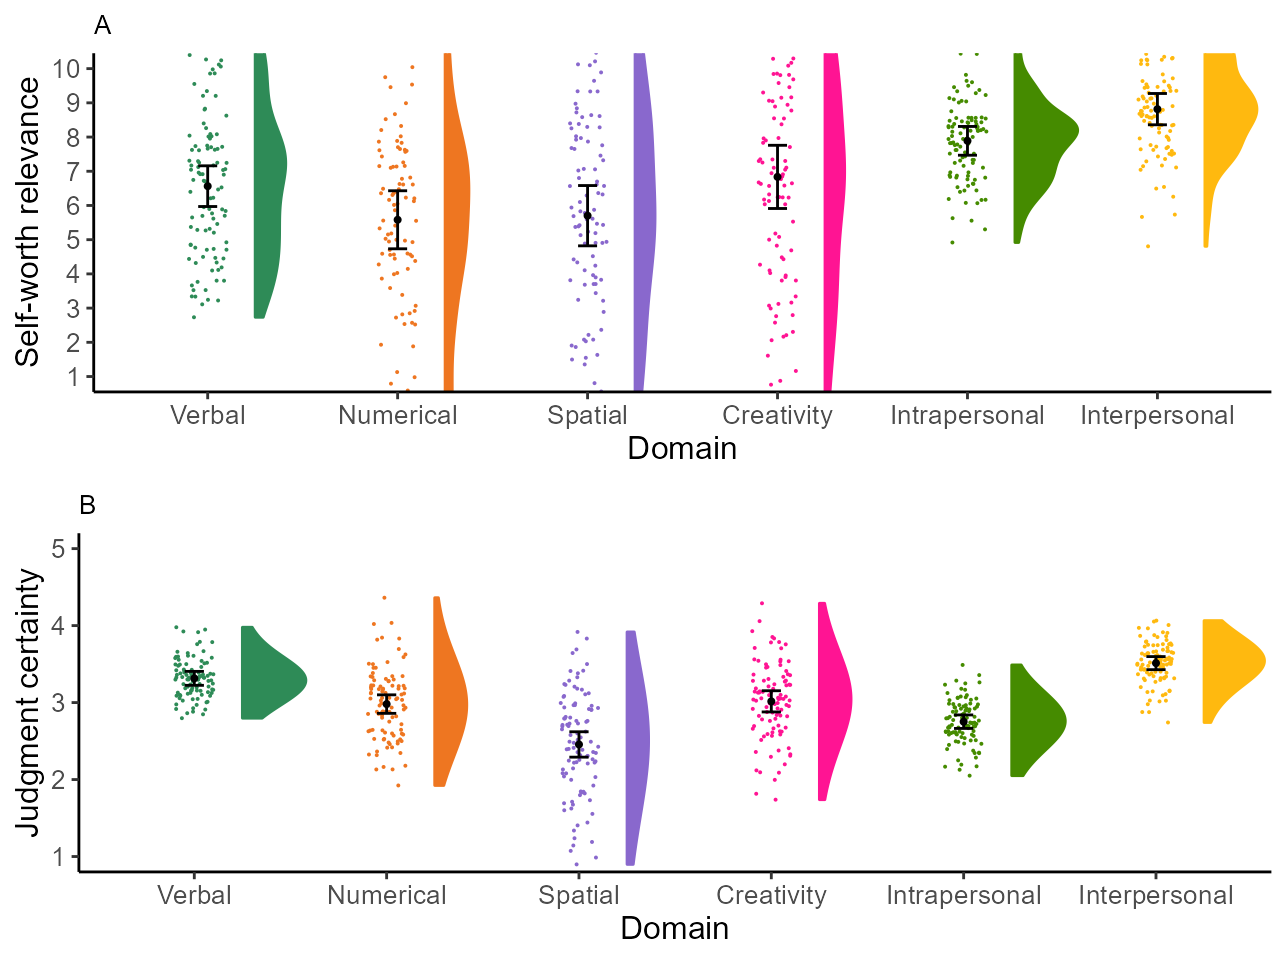 A
Self-worth relevance
10
9
8
7
6
5
4
3
2
1
Verbal Numerical Spatial Creativity Intrapersonal Interpersonal
Domain
B
Judgment certainty
5
4
3
2
1
Verbal Numerical Spatial Creativity Intrapersonal Interpersonal
Domain